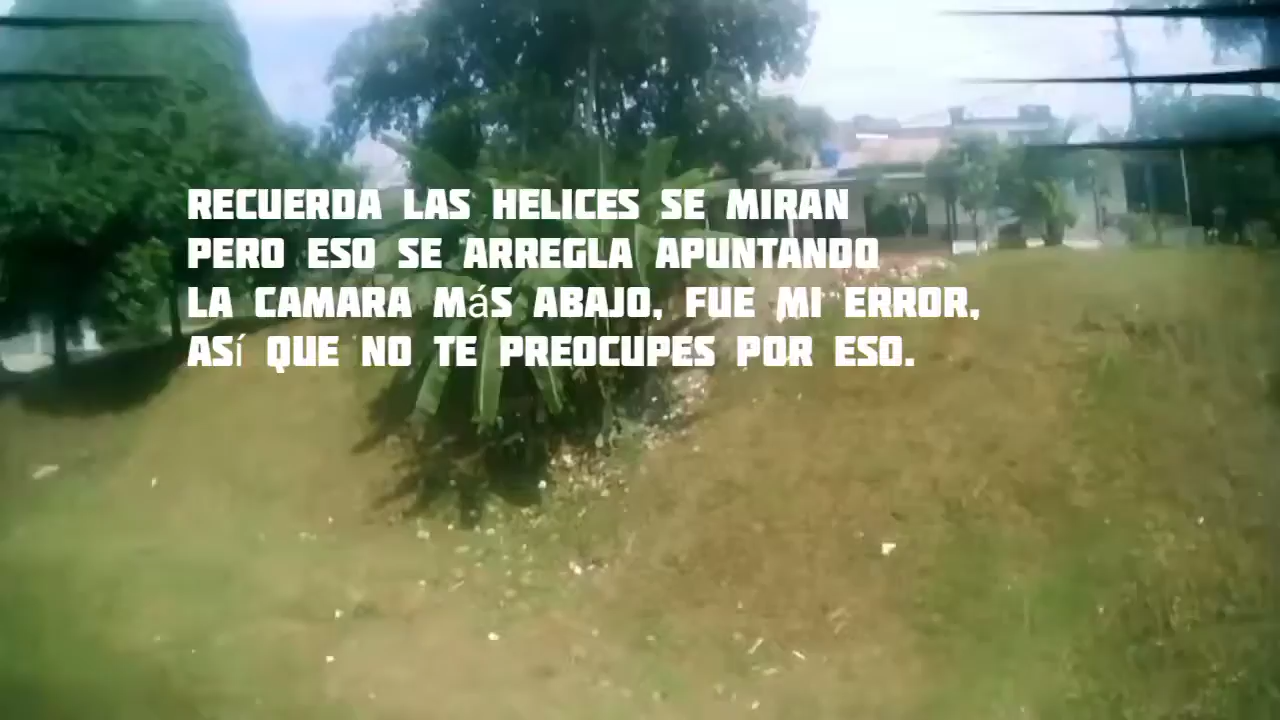 RECUERDA LAS HELICES SE MIRAN
PERO ESO SE ARREGLA APUNTANDO
LA CAMARA MáS ABAJO, FUE MI ERROR,
ASí QUE NO TE PREOCUPES POR ESO.